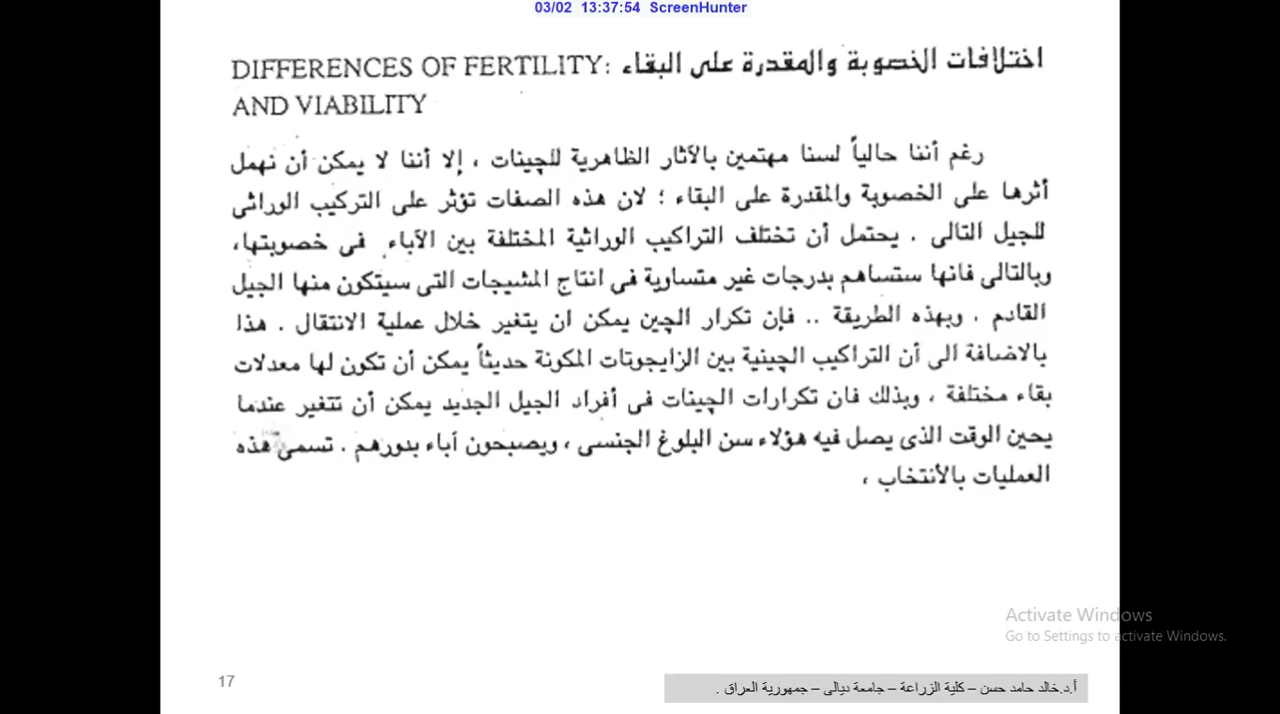 03/02 13:37:54 ScreenHunter
اختلافات الخصوبة والمقدرة على البقاء :DIFFERENCES OF FERTILITY
AND VIABILITY
رغم أننا حالياً لسنا مهتمين بالآثار الظاهرية للچينات ، إلا أننا لا يمكن أن نهمل
أثرها على الخصوبة والمقدرة على البقاء ؛ لان هذه الصفات تؤثر على التركيب الوراثى
للجيل التالى . يحتمل أن تختلف التراكيب الوراثية المختلفة بين الآباء فى خصوبتها،
وبالتالى فانها ستساهم بدرجات غير متساوية فى انتاج المشيجات التى سيتكون منها الجيل
القادم . وبهذه الطريقة .. فإن تكرار الچين يمكن ان يتغير خلال عملية الانتقال . هذا
بالاضافة الى أن التراكيب الچينية بين الزايجوتات المكونة حديثاً يمكن أن تكون لها معدلات
بقاء مختلفة ، وبذلك فان تكرارات الچينات فى أفراد الجيل الجديد يمكن أن تتغير عندما
يحين الوقت الذى يصل فيه هؤلاء سن البلوغ الجنسى ، ويصبحون أباء بدورهم . تسمى هذه
العمليات بالأنتخاب ،
Activate Windows
Go to Settings to activate Windows.
17
أ.د.خالد حامد حسن – كلية الزراعة – جامعة ديالى – جمهورية العراق .